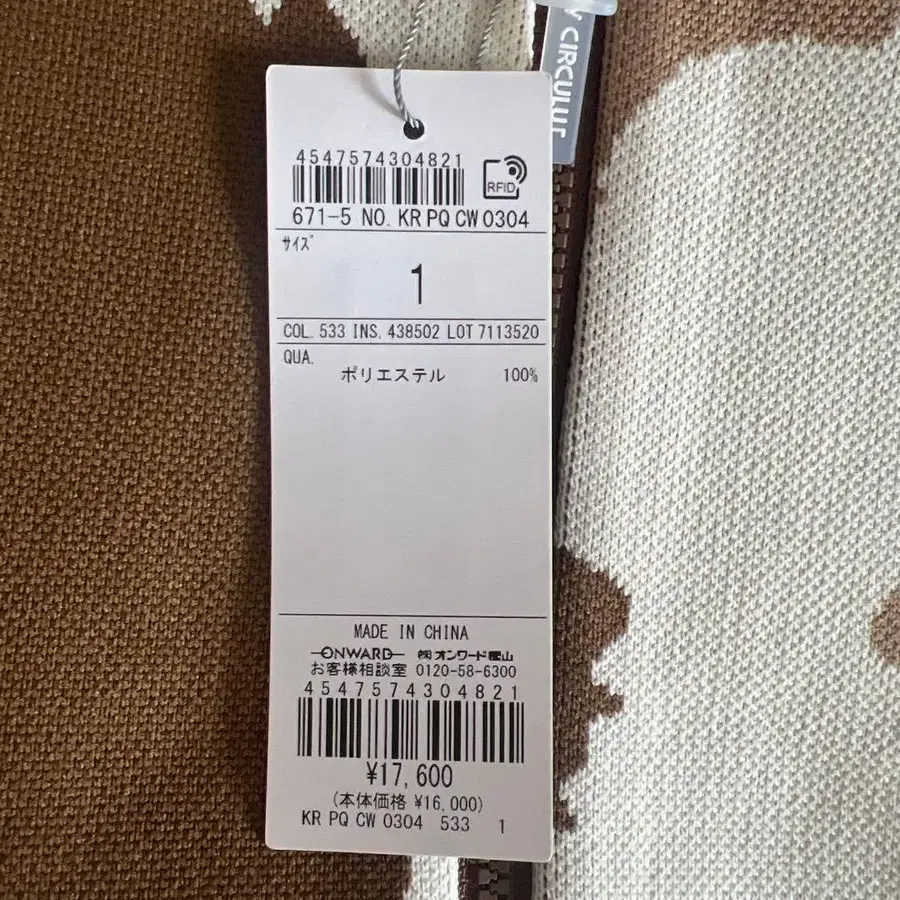 CIRCULUT
4547574304821
RFID
671-5 NO. KR PQ CW 0304
サイズ
1
COL. 533 INS. 438502 LOT 7113520
QUA.
ポリエステル 100%
MADE IN CHINA
ONWARD ㈱オンワード樫山
お客様相談室 0120-58-6300
4547574304821
¥17,600
(本体価格 ¥16,000)
KR PQ CW 0304 533 1